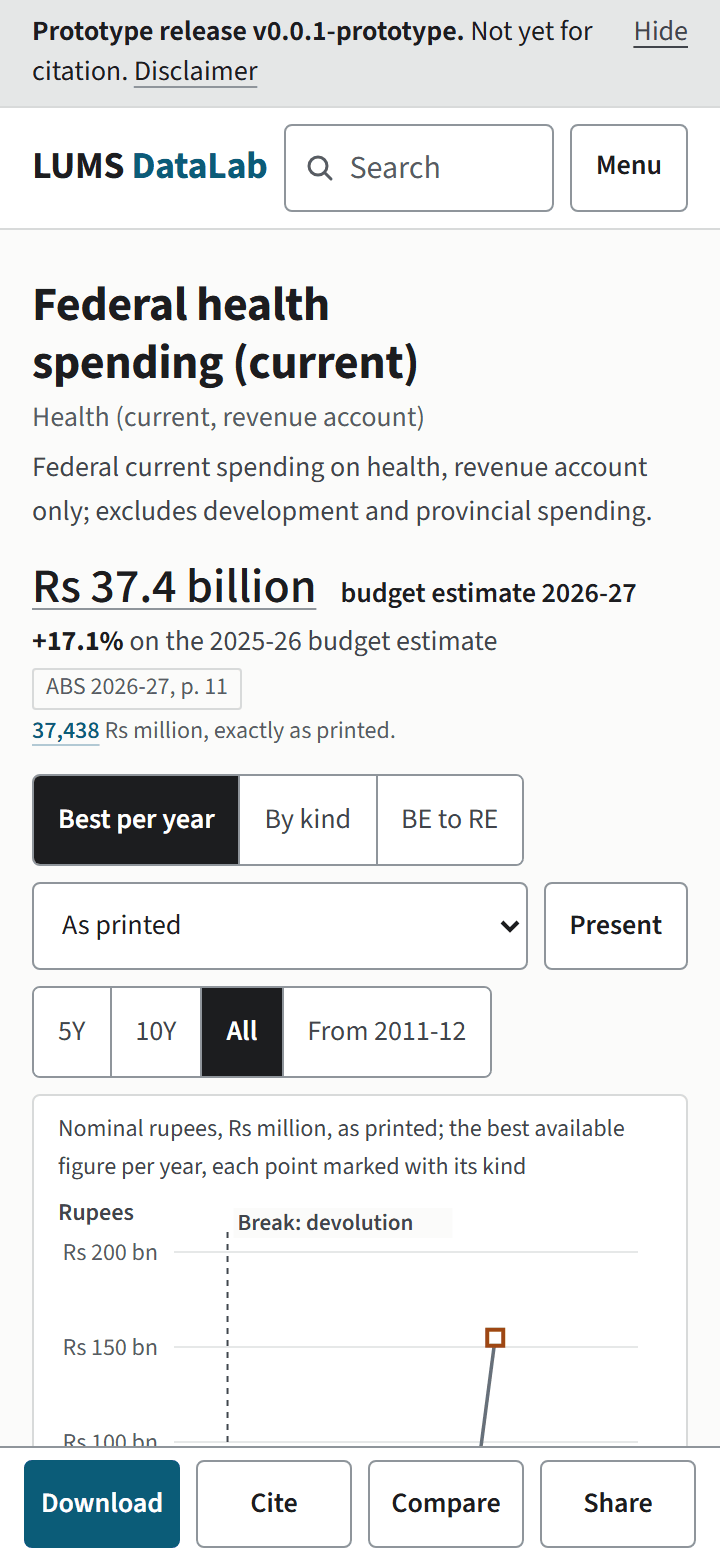 Prototype release v0.0.1-prototype. Not yet for Hide
citation. Disclaimer
LUMS DataLab Search Menu
Federal health
spending (current)
Health (current, revenue account)
Federal current spending on health, revenue account
only; excludes development and provincial spending.
Rs 37.4 billion budget estimate 2026-27
+17.1% on the 2025-26 budget estimate
ABS 2026-27, p. 11
37,438 Rs million, exactly as printed.
Best per year By kind BE to RE
As printed Present
5Y 10Y All From 2011-12
Nominal rupees, Rs million, as printed; the best available
figure per year, each point marked with its kind
Rupees
Break: devolution
Rs 200 bn
Rs 150 bn
Rs 100 bn
Download Cite Compare Share